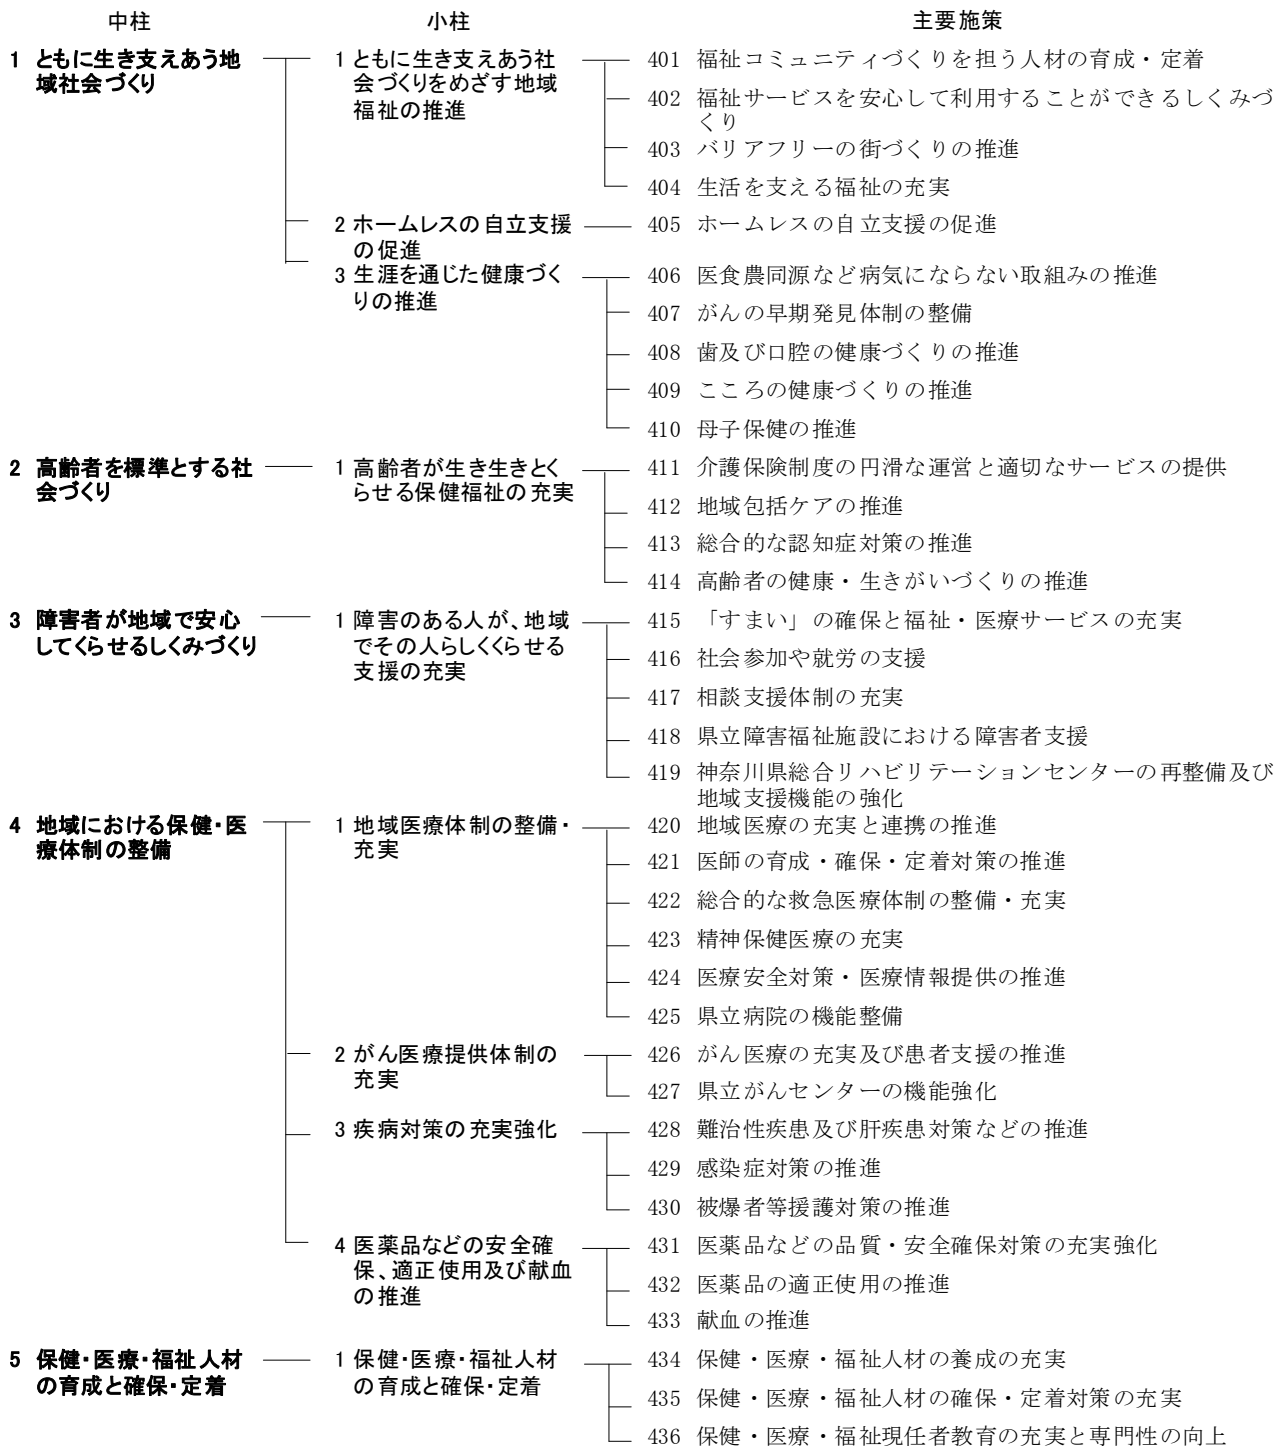 中柱 小柱 主要施策
1 ともに生き支えあう地
域社会づくり
1 ともに生き支えあう社
会づくりをめざす地域
福祉の推進
401 福祉コミュニティづくりを担う人材の育成・定着
402 福祉サービスを安心して利用することができるしくみづ
くり
403 バリアフリーの街づくりの推進
404 生活を支える福祉の充実
2 ホームレスの自立支援
の促進
405 ホームレスの自立支援の促進
3 生涯を通じた健康づく
りの推進
406 医食農同源など病気にならない取組みの推進
407 がんの早期発見体制の整備
408 歯及び口腔の健康づくりの推進
409 こころの健康づくりの推進
410 母子保健の推進
2 高齢者を標準とする社
会づくり
1 高齢者が生き生きとく
らせる保健福祉の充実
411 介護保険制度の円滑な運営と適切なサービスの提供
412 地域包括ケアの推進
413 総合的な認知症対策の推進
414 高齢者の健康・生きがいづくりの推進
3 障害者が地域で安心
してくらせるしくみづくり
1 障害のある人が、地域
でその人らしくくらせる
支援の充実
415 「すまい」の確保と福祉・医療サービスの充実
416 社会参加や就労の支援
417 相談支援体制の充実
418 県立障害福祉施設における障害者支援
419 神奈川県総合リハビリテーションセンターの再整備及び
地域支援機能の強化
4 地域における保健・医
療体制の整備
1 地域医療体制の整備・
充実
420 地域医療の充実と連携の推進
421 医師の育成・確保・定着対策の推進
422 総合的な救急医療体制の整備・充実
423 精神保健医療の充実
424 医療安全対策・医療情報提供の推進
425 県立病院の機能整備
2 がん医療提供体制の
充実
426 がん医療の充実及び患者支援の推進
427 県立がんセンターの機能強化
3 疾病対策の充実強化
428 難治性疾患及び肝疾患対策などの推進
429 感染症対策の推進
430 被爆者等援護対策の推進
4 医薬品などの安全確
保、適正使用及び献血
の推進
431 医薬品などの品質・安全確保対策の充実強化
432 医薬品の適正使用の推進
433 献血の推進
5 保健・医療・福祉人材
の育成と確保・定着
1 保健・医療・福祉人材
の育成と確保・定着
434 保健・医療・福祉人材の養成の充実
435 保健・医療・福祉人材の確保・定着対策の充実
436 保健・医療・福祉現任者教育の充実と専門性の向上